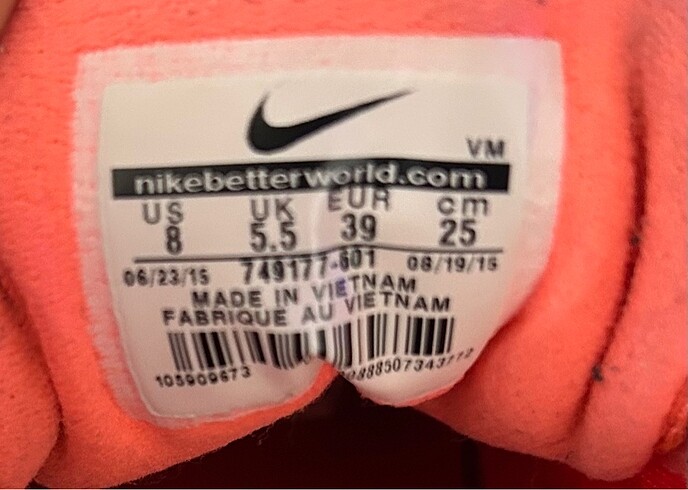 VM
nikebetterworld.com
US UK EUR cm
8 5.5 39 25
06/23/15 749177-601 08/19/15
MADE IN VIETNAM
FABRIQUE AU VIETNAM
105909673